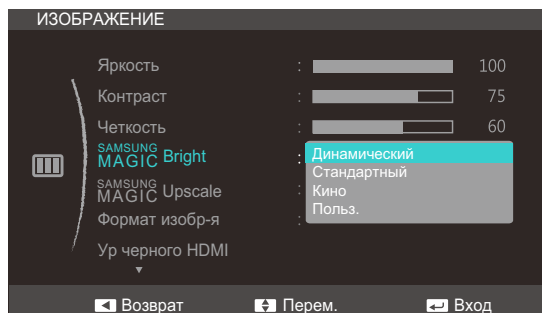 ИЗОБРАЖЕНИЕ
Яркость : 100
Контраст : 75
Четкость : 60
SAMSUNG
MAGIC Bright :
Динамический
Стандартный
Кино
Польз.
SAMSUNG
MAGIC Upscale :
Формат изобр-я :
Ур черного HDMI
Возврат Перем. Вход